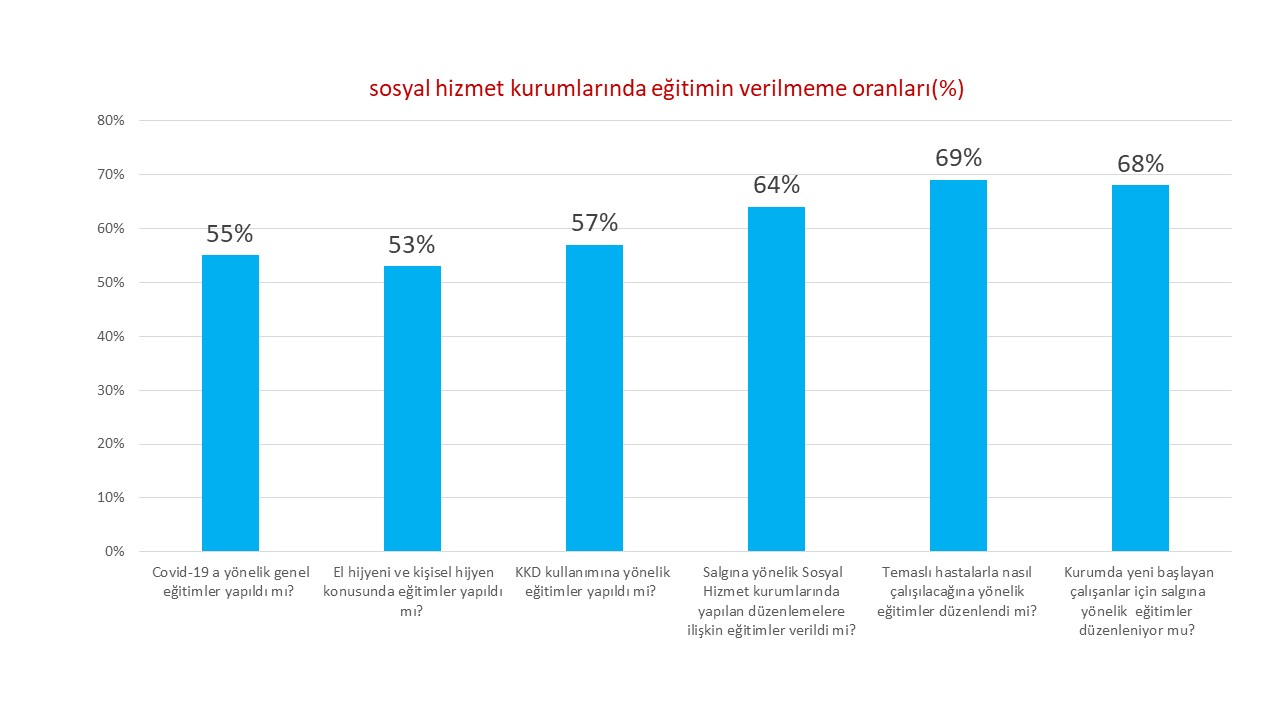 sosyal hizmet kurumlarında eğitimin verilmeme oranları(%)
80%
70%
60%
50%
40%
30%
20%
10%
0%
55%
53%
57%
64%
69%
68%
Covid-19 a yönelik genel
eğitimler yapıldı mı?
El hijyeni ve kişisel hijyen
konusunda eğitimler yapıldı
mı?
KKD kullanımına yönelik
eğitimler yapıldı mi?
Salgına yönelik Sosyal
Hizmet kurumlarında
yapılan düzenlemelere
ilişkin eğitimler verildi mi?
Temaslı hastalarla nasıl
çalışılacağına yönelik
eğitimler düzenlendi mi?
Kurumda yeni başlayan
çalışanlar için salgına
yönelik  eğitimler
düzenleniyor mu?